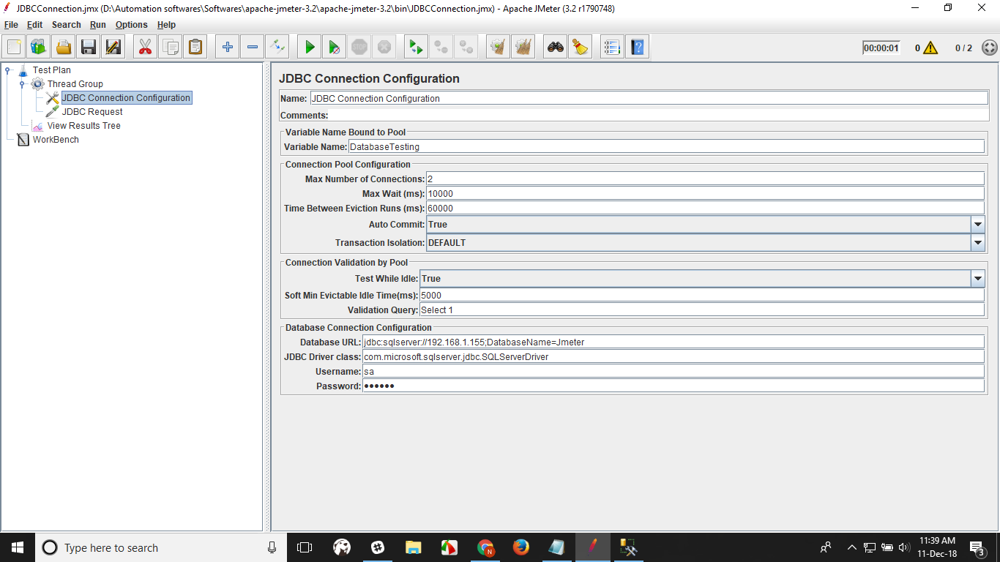 JDBCConnection.jmx (D:\Automation softwares\Softwares\apache-jmeter-3.2\apache-jmeter-3.2\bin\JDBCConnection.jmx) - Apache JMeter (3.2 r1790748)
File Edit Search Run Options Help
00:00:01 0 0 / 2
Test Plan
Thread Group
JDBC Connection Configuration
JDBC Request
View Results Tree
WorkBench
JDBC Connection Configuration
Name: JDBC Connection Configuration
Comments:
Variable Name Bound to Pool
Variable Name: DatabaseTesting
Connection Pool Configuration
Max Number of Connections: 2
Max Wait (ms): 10000
Time Between Eviction Runs (ms): 60000
Auto Commit: True
Transaction Isolation: DEFAULT
Connection Validation by Pool
Test While Idle: True
Soft Min Evictable Idle Time(ms): 5000
Validation Query: Select 1
Database Connection Configuration
Database URL: jdbc:sqlserver://192.168.1.155;DatabaseName=Jmeter
JDBC Driver class: com.microsoft.sqlserver.jdbc.SQLServerDriver
Username: sa
Password: ••••••
Type here to search
N
11:39 AM
11-Dec-18
3